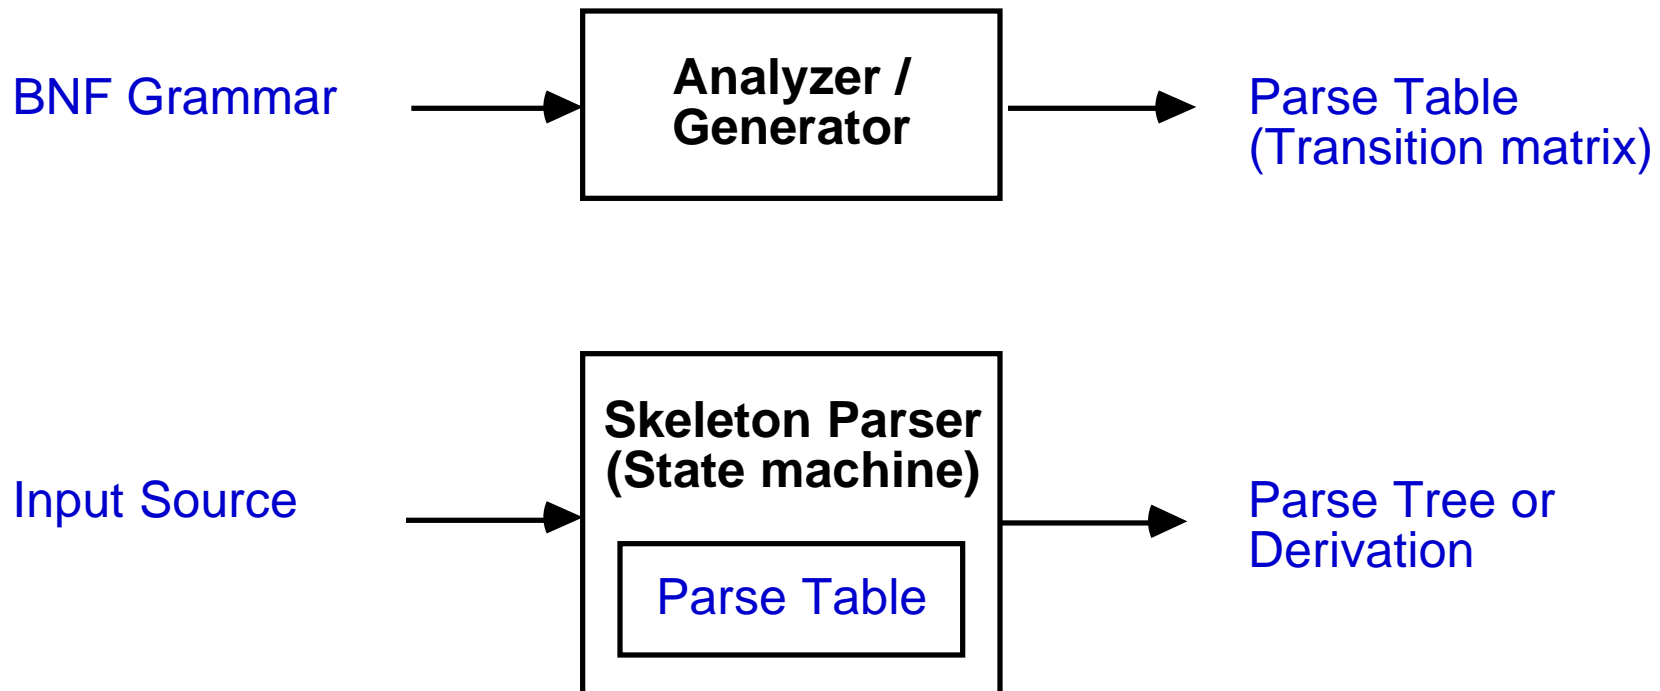 BNF Grammar
Analyzer /
Generator
Parse Table
(Transition matrix)
Input Source
Skeleton Parser
(State machine)
Parse Table
Parse Tree or
Derivation